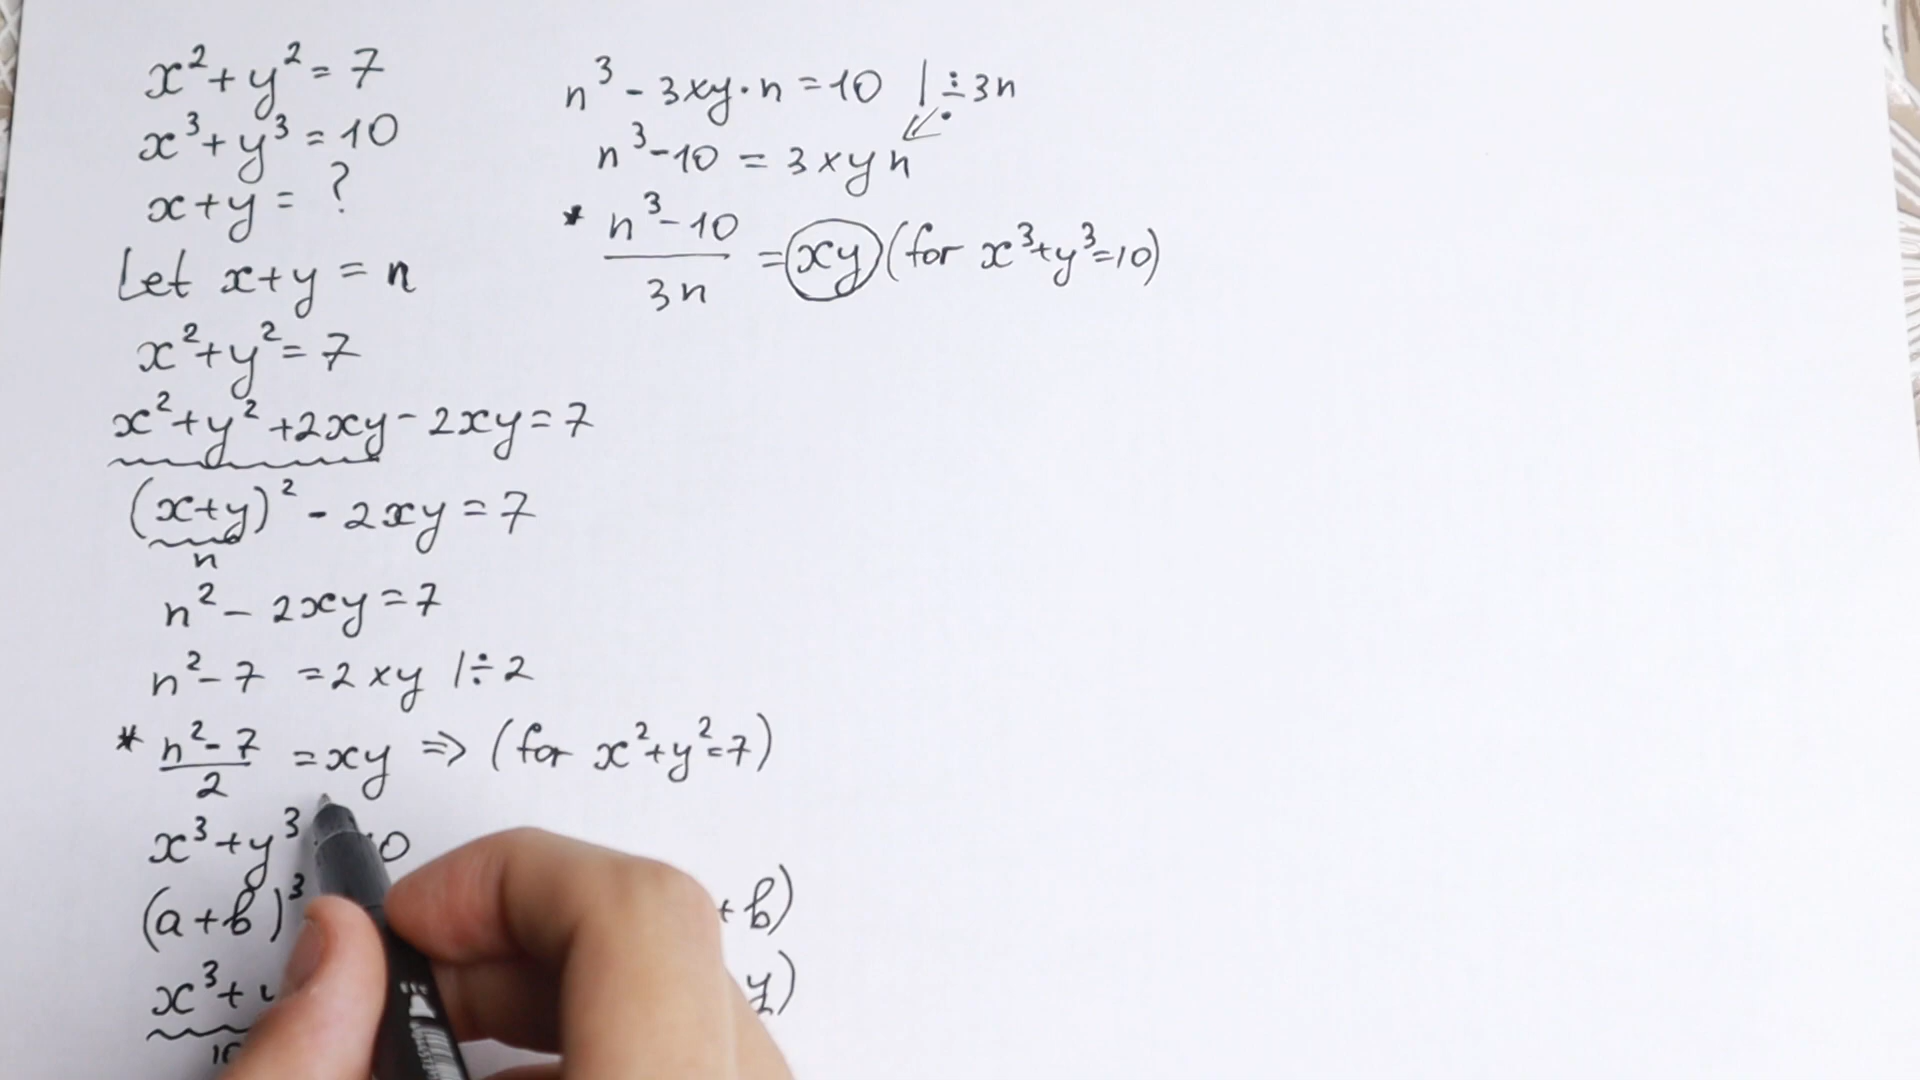 x²+y²=7
x³+y³=10
x+y= ?
Let x+y=n
x²+y²=7
x²+y²+2xy-2xy=7
(x+y)²-2xy=7
n
n²-2xy=7
n²-7 =2xy |÷2
* n²-7 / 2 =xy ⇒ (for x²+y²=7)
x³+y³ 0
(a+b)³ +b)
x³+ y)
10
n³-3xy·n=10 |÷3n
n³-10=3xyn
* n³-10 / 3n =xy (for x³+y³=10)